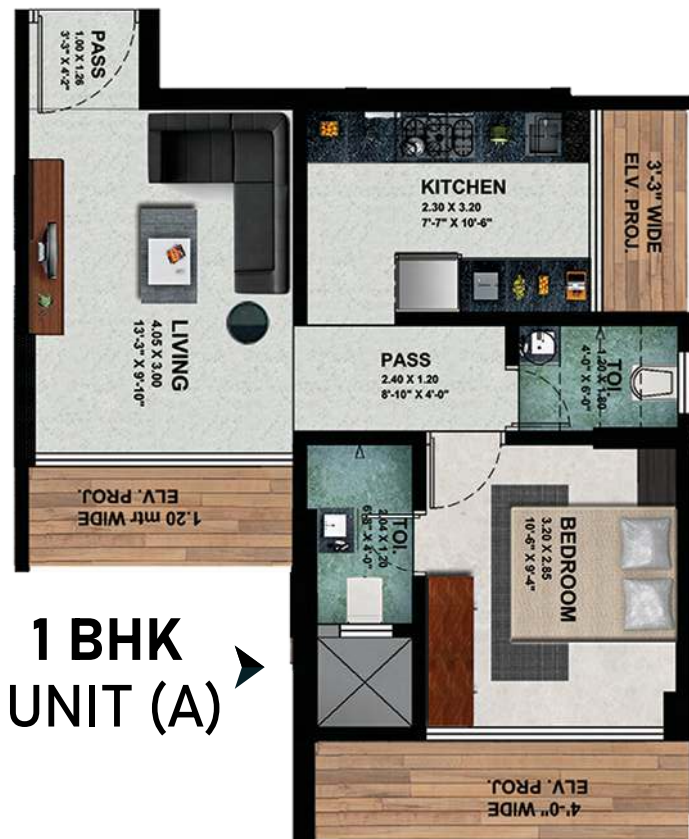 PASS
1.00 X 1.26
3'-3" X 4'-2"
KITCHEN
2.30 X 3.20
7'-7" X 10'-6"
3'-3" WIDE
ELV. PROJ.
LIVING
4.05 X 3.00
13'-3" X 9'-10"
PASS
2.40 X 1.20
8'-10" X 4'-0"
TOI.
1.20 X 1.80
4'-0" X 6'-0"
1.20 mtr WIDE
ELV. PROJ.
TOI.
2.04 X 1.20
6'-8" X 4'-0"
BEDROOM
3.20 X 2.85
10'-6" X 9'-4"
1 BHK
UNIT (A)
4'-0" WIDE
ELV. PROJ.